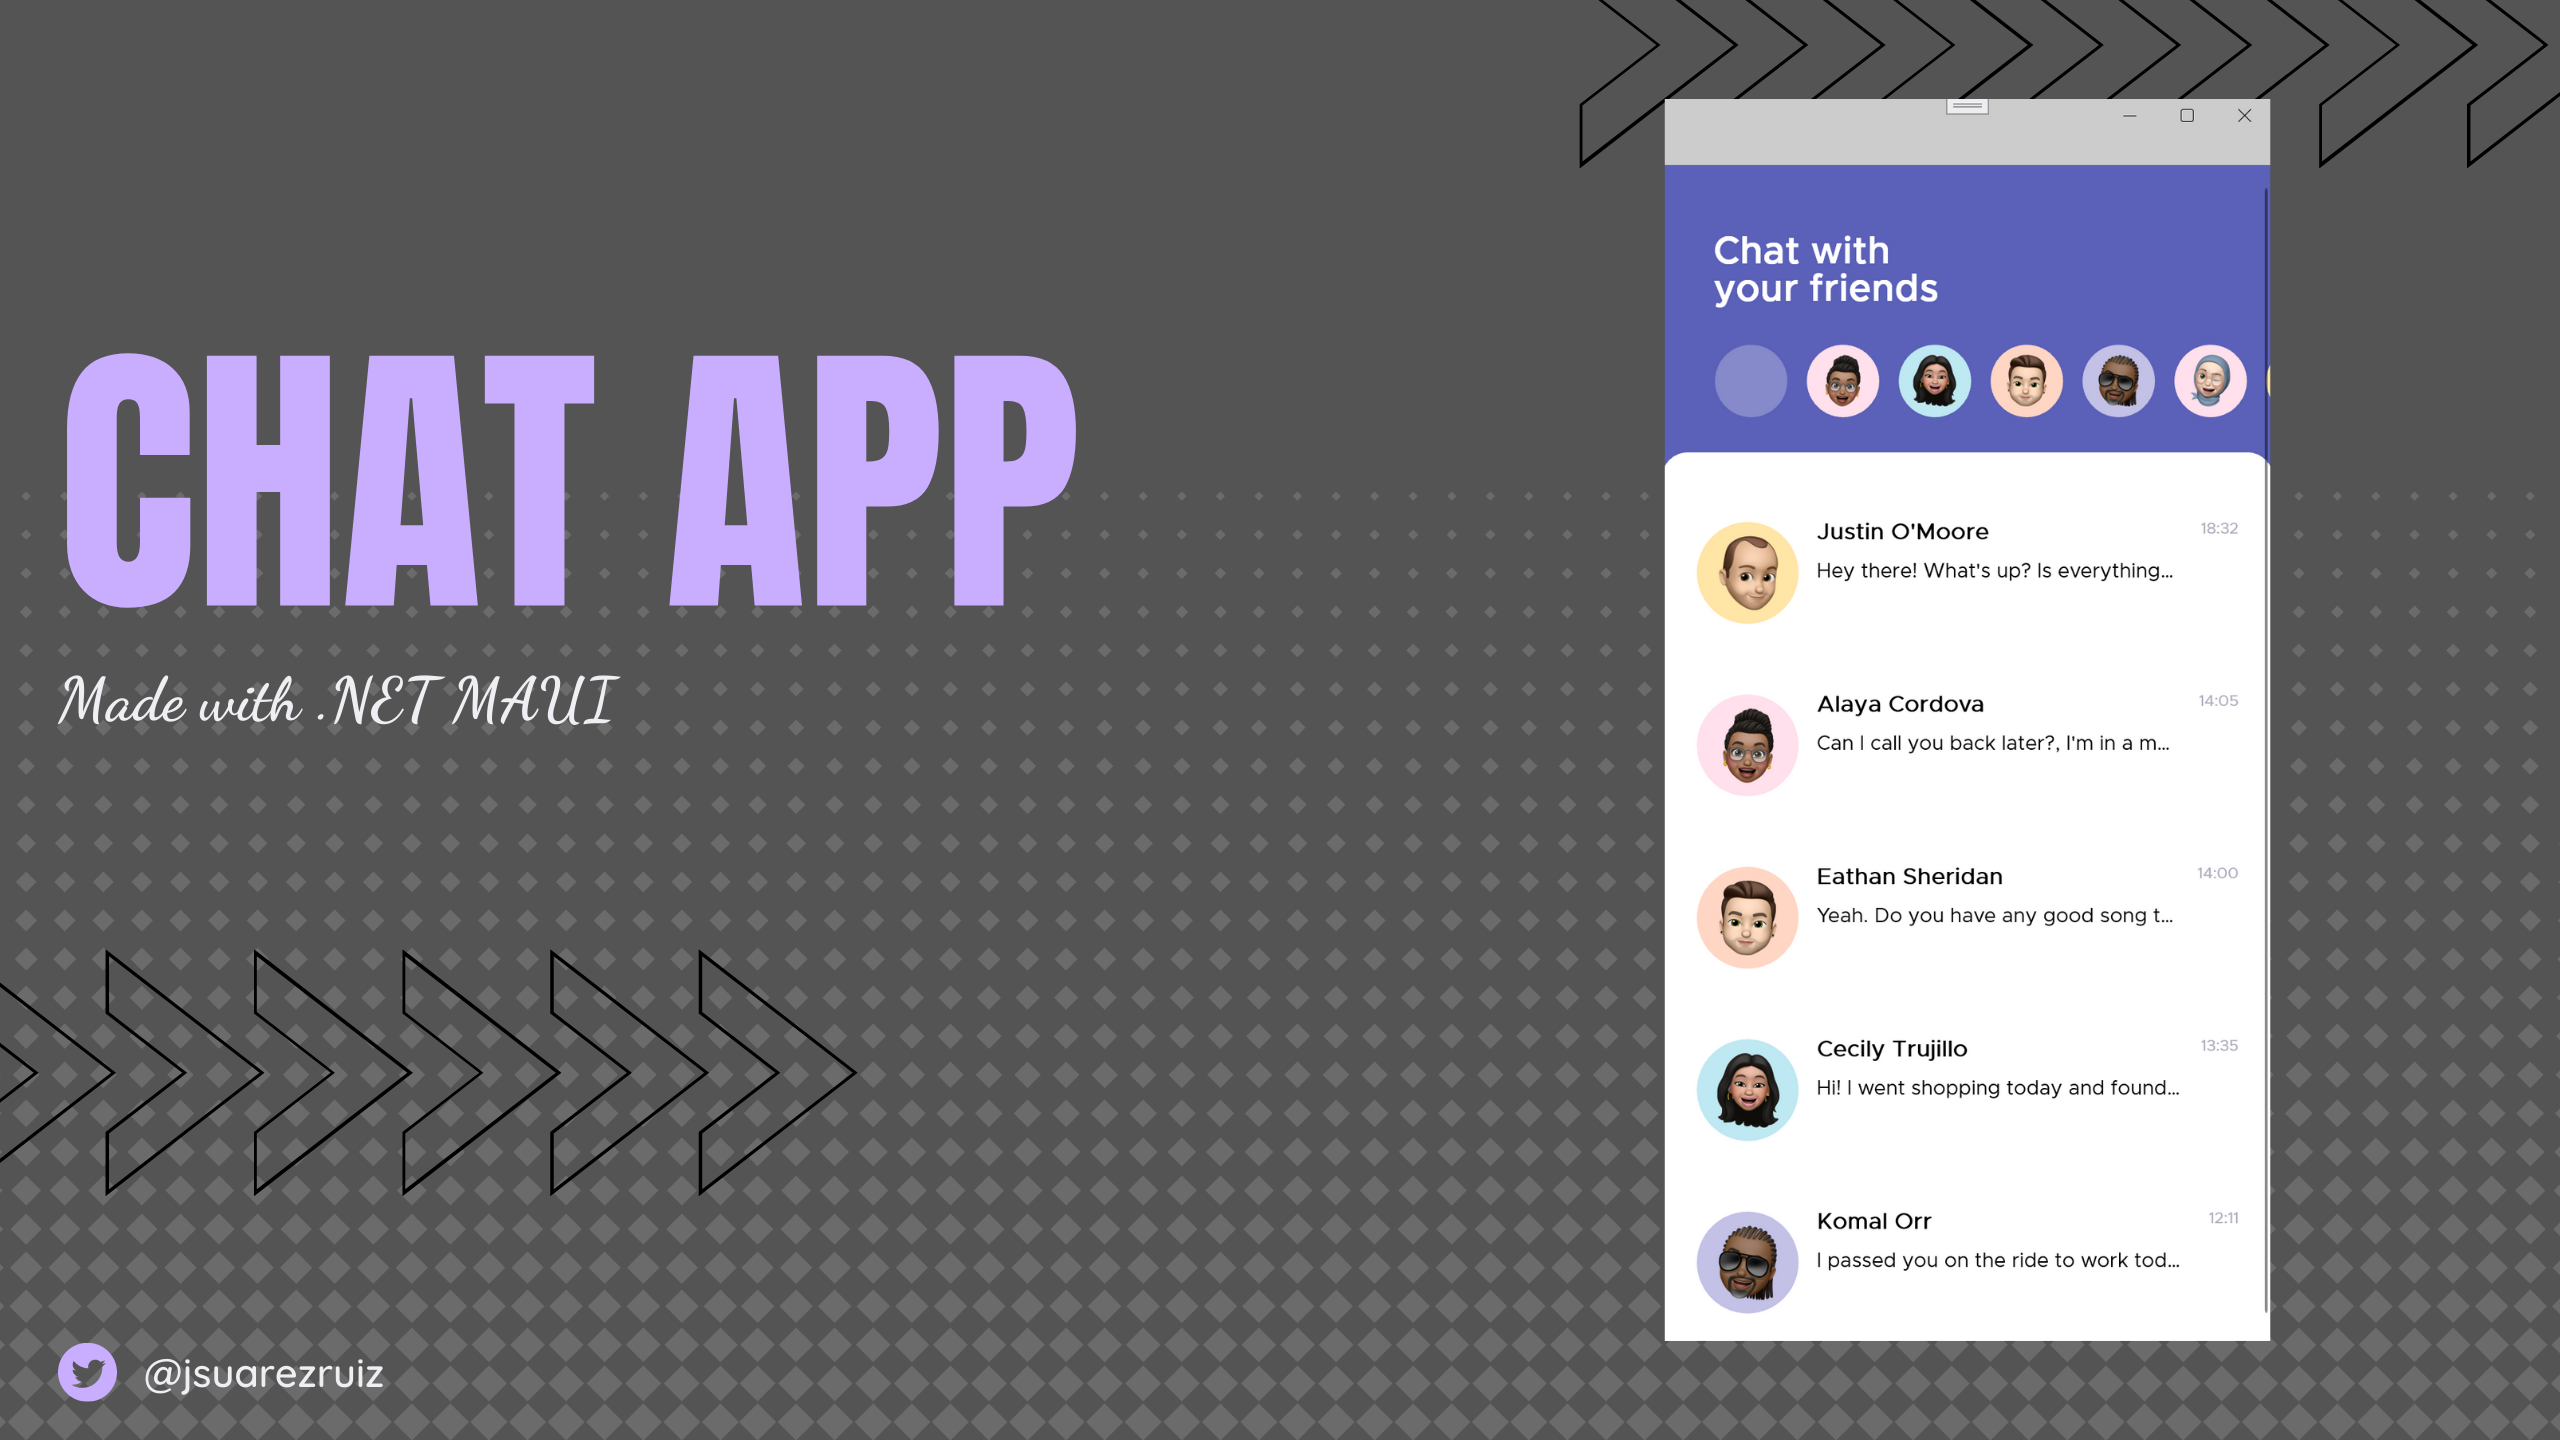 CHAT APP
Made with .NET MAUI
@jsuarezruiz
Chat with
your friends
Justin O'Moore
18:32
Hey there! What's up? Is everything...
Alaya Cordova
14:05
Can I call you back later?, I'm in a m...
Eathan Sheridan
14:00
Yeah. Do you have any good song t...
Cecily Trujillo
13:35
Hi! I went shopping today and found...
Komal Orr
12:11
I passed you on the ride to work tod...